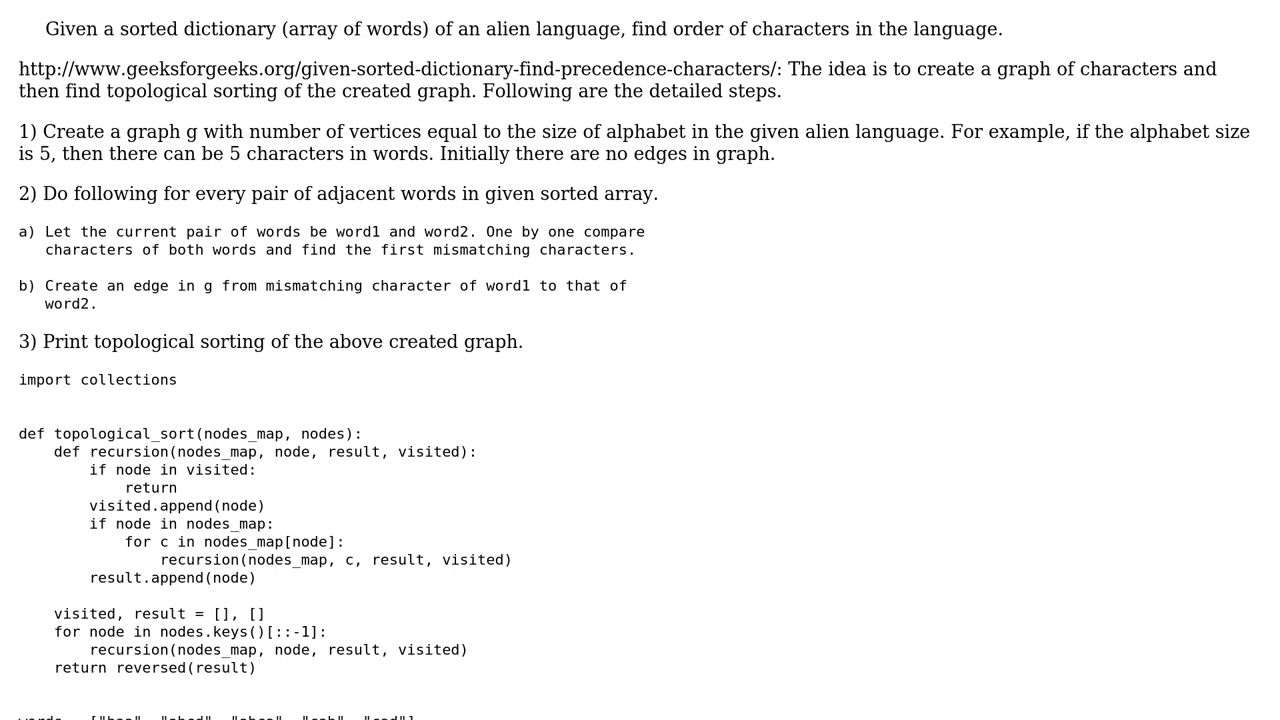 Given a sorted dictionary (array of words) of an alien language, find order of characters in the language.
http://www.geeksforgeeks.org/given-sorted-dictionary-find-precedence-characters/: The idea is to create a graph of characters and
then find topological sorting of the created graph. Following are the detailed steps.
1) Create a graph g with number of vertices equal to the size of alphabet in the given alien language. For example, if the alphabet size
is 5, then there can be 5 characters in words. Initially there are no edges in graph.
2) Do following for every pair of adjacent words in given sorted array.
a) Let the current pair of words be word1 and word2. One by one compare
   characters of both words and find the first mismatching characters.
b) Create an edge in g from mismatching character of word1 to that of
   word2.
3) Print topological sorting of the above created graph.
import collections
def topological_sort(nodes_map, nodes):
    def recursion(nodes_map, node, result, visited):
        if node in visited:
            return
        visited.append(node)
        if node in nodes_map:
            for c in nodes_map[node]:
                recursion(nodes_map, c, result, visited)
        result.append(node)
    visited, result = [], []
    for node in nodes.keys()[::-1]:
        recursion(nodes_map, node, result, visited)
    return reversed(result)